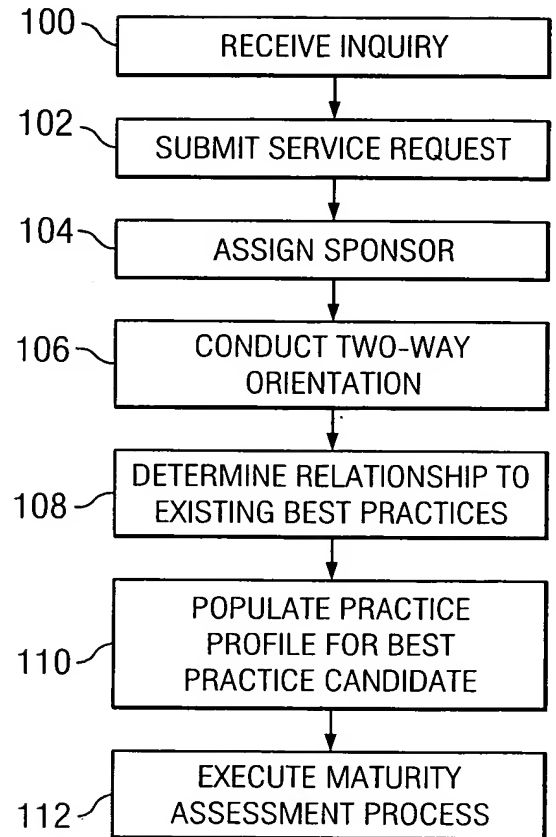 100
RECEIVE INQUIRY
102
SUBMIT SERVICE REQUEST
104
ASSIGN SPONSOR
106
CONDUCT TWO-WAY
ORIENTATION
108
DETERMINE RELATIONSHIP TO
EXISTING BEST PRACTICES
110
POPULATE PRACTICE
PROFILE FOR BEST
PRACTICE CANDIDATE
112
EXECUTE MATURITY
ASSESSMENT PROCESS